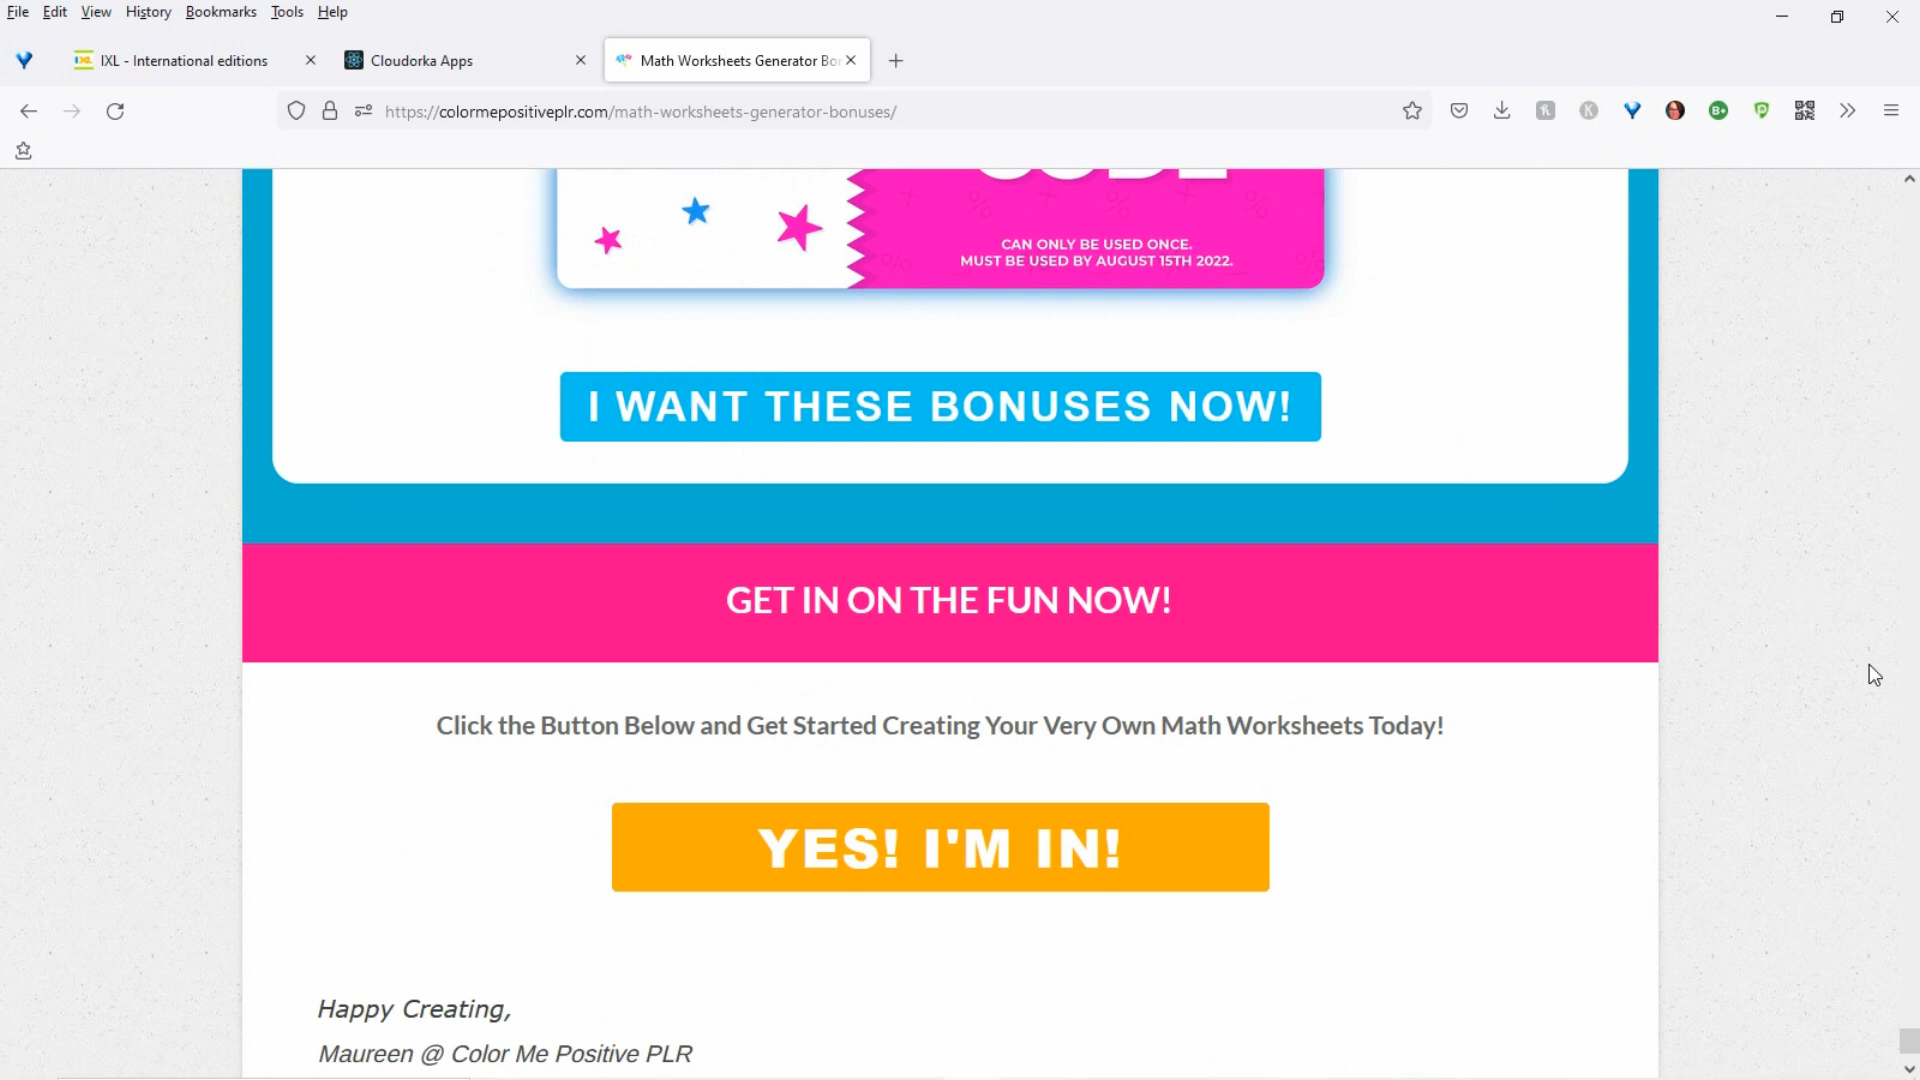 File Edit View History Bookmarks Tools Help
IXL - International editions
Cloudorka Apps
Math Worksheets Generator Bo
https://colormepositiveplr.com/math-worksheets-generator-bonuses/
CAN ONLY BE USED ONCE.
MUST BE USED BY AUGUST 15TH 2022.
I WANT THESE BONUSES NOW!
GET IN ON THE FUN NOW!
Click the Button Below and Get Started Creating Your Very Own Math Worksheets Today!
YES! I'M IN!
Happy Creating,
Maureen @ Color Me Positive PLR